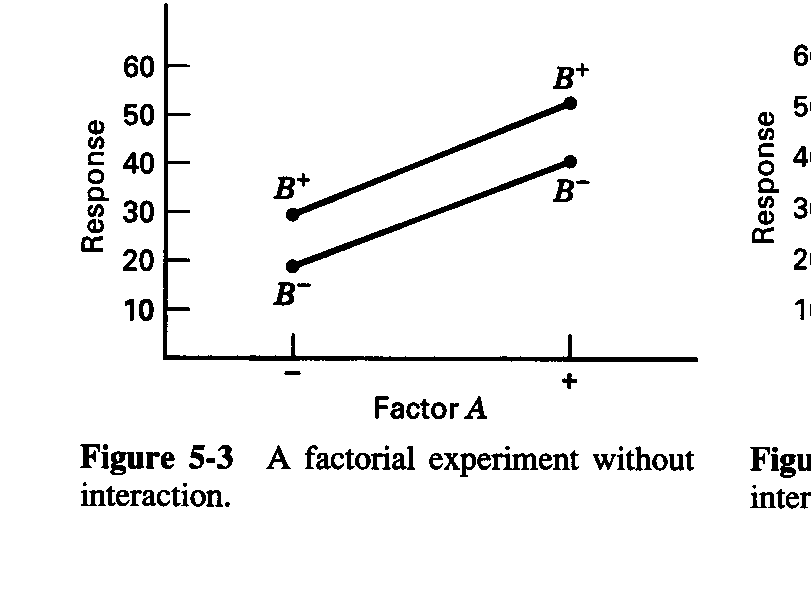 60
50
40
30
20
10
Response
B⁺
B⁺
B⁻
B⁻
−
+
Factor A
Figure 5-3 A factorial experiment without
interaction.
Response
Figu
inter